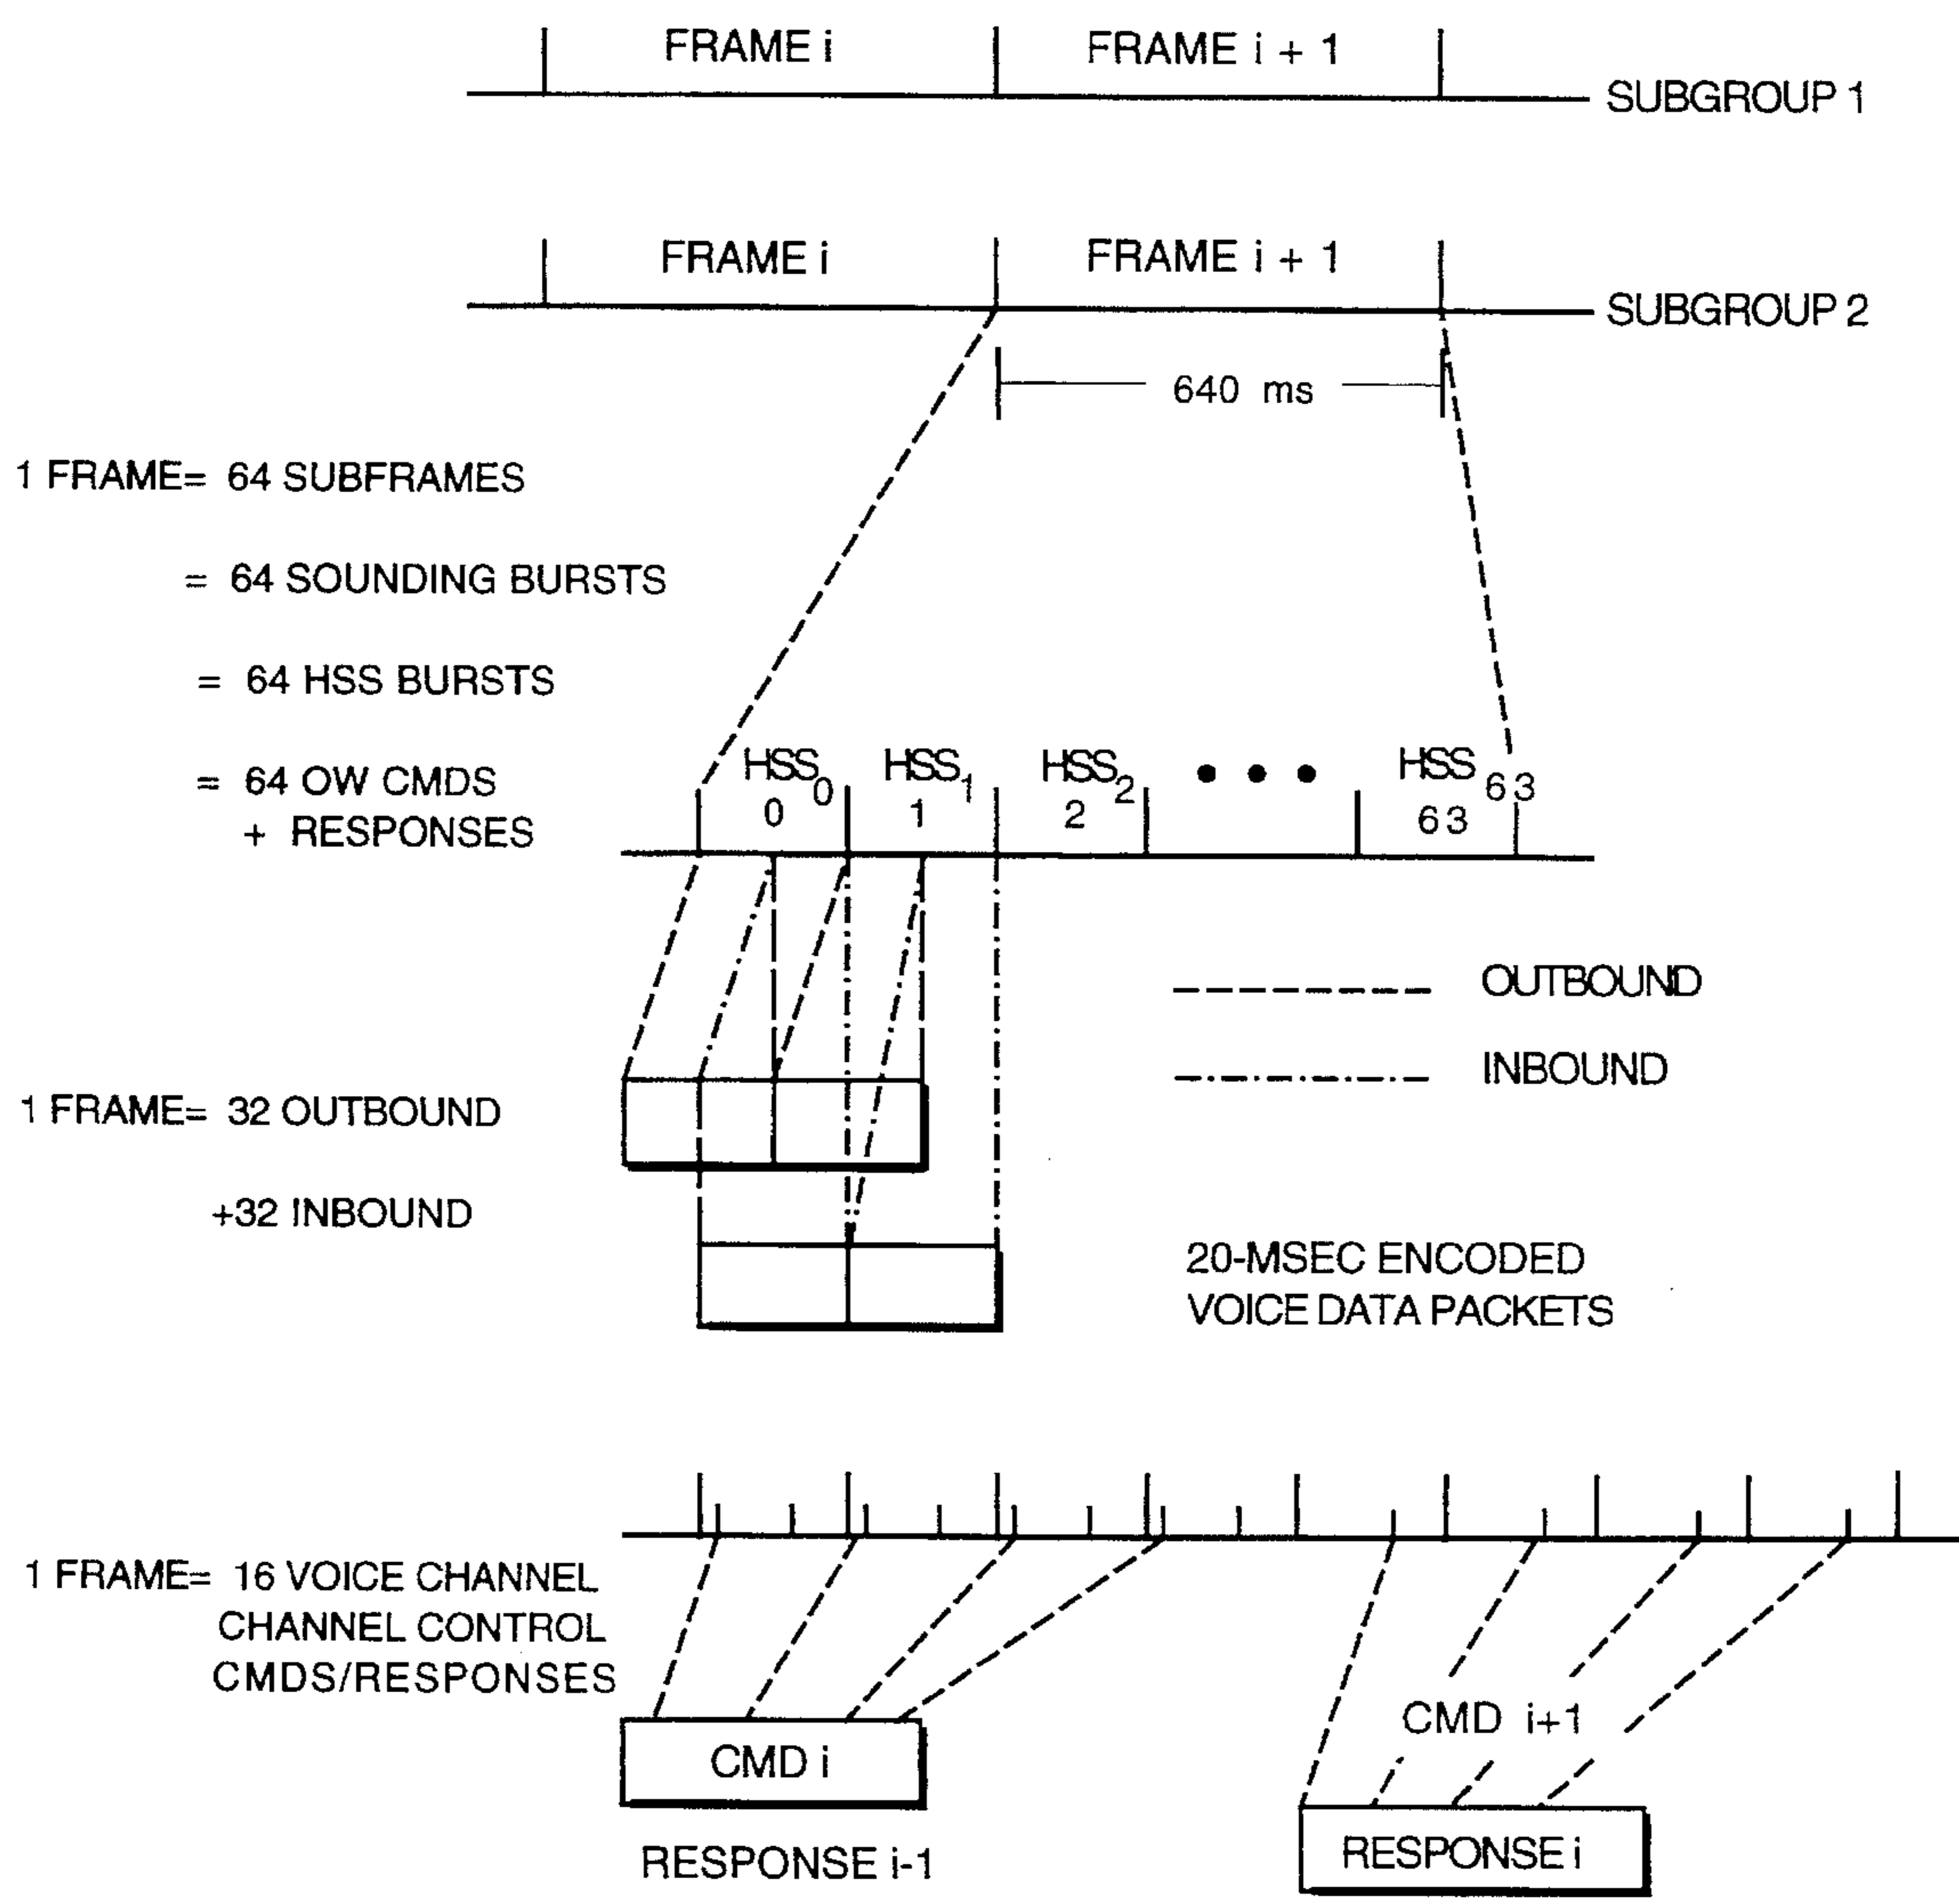 FRAME i
FRAME i + 1
SUBGROUP 1
FRAME i
FRAME i + 1
SUBGROUP 2
640 ms
1 FRAME= 64 SUBFRAMES
= 64 SOUNDING BURSTS
= 64 HSS BURSTS
= 64 OW CMDS
+ RESPONSES
HSS0
HSS1
HSS2
• • •
HSS63
0
1
2
63
OUTBOUND
INBOUND
1 FRAME= 32 OUTBOUND
+32 INBOUND
20-MSEC ENCODED
VOICE DATA PACKETS
1 FRAME= 16 VOICE CHANNEL
CHANNEL CONTROL
CMDS/RESPONSES
CMD i
CMD i+1
RESPONSE i-1
RESPONSE i